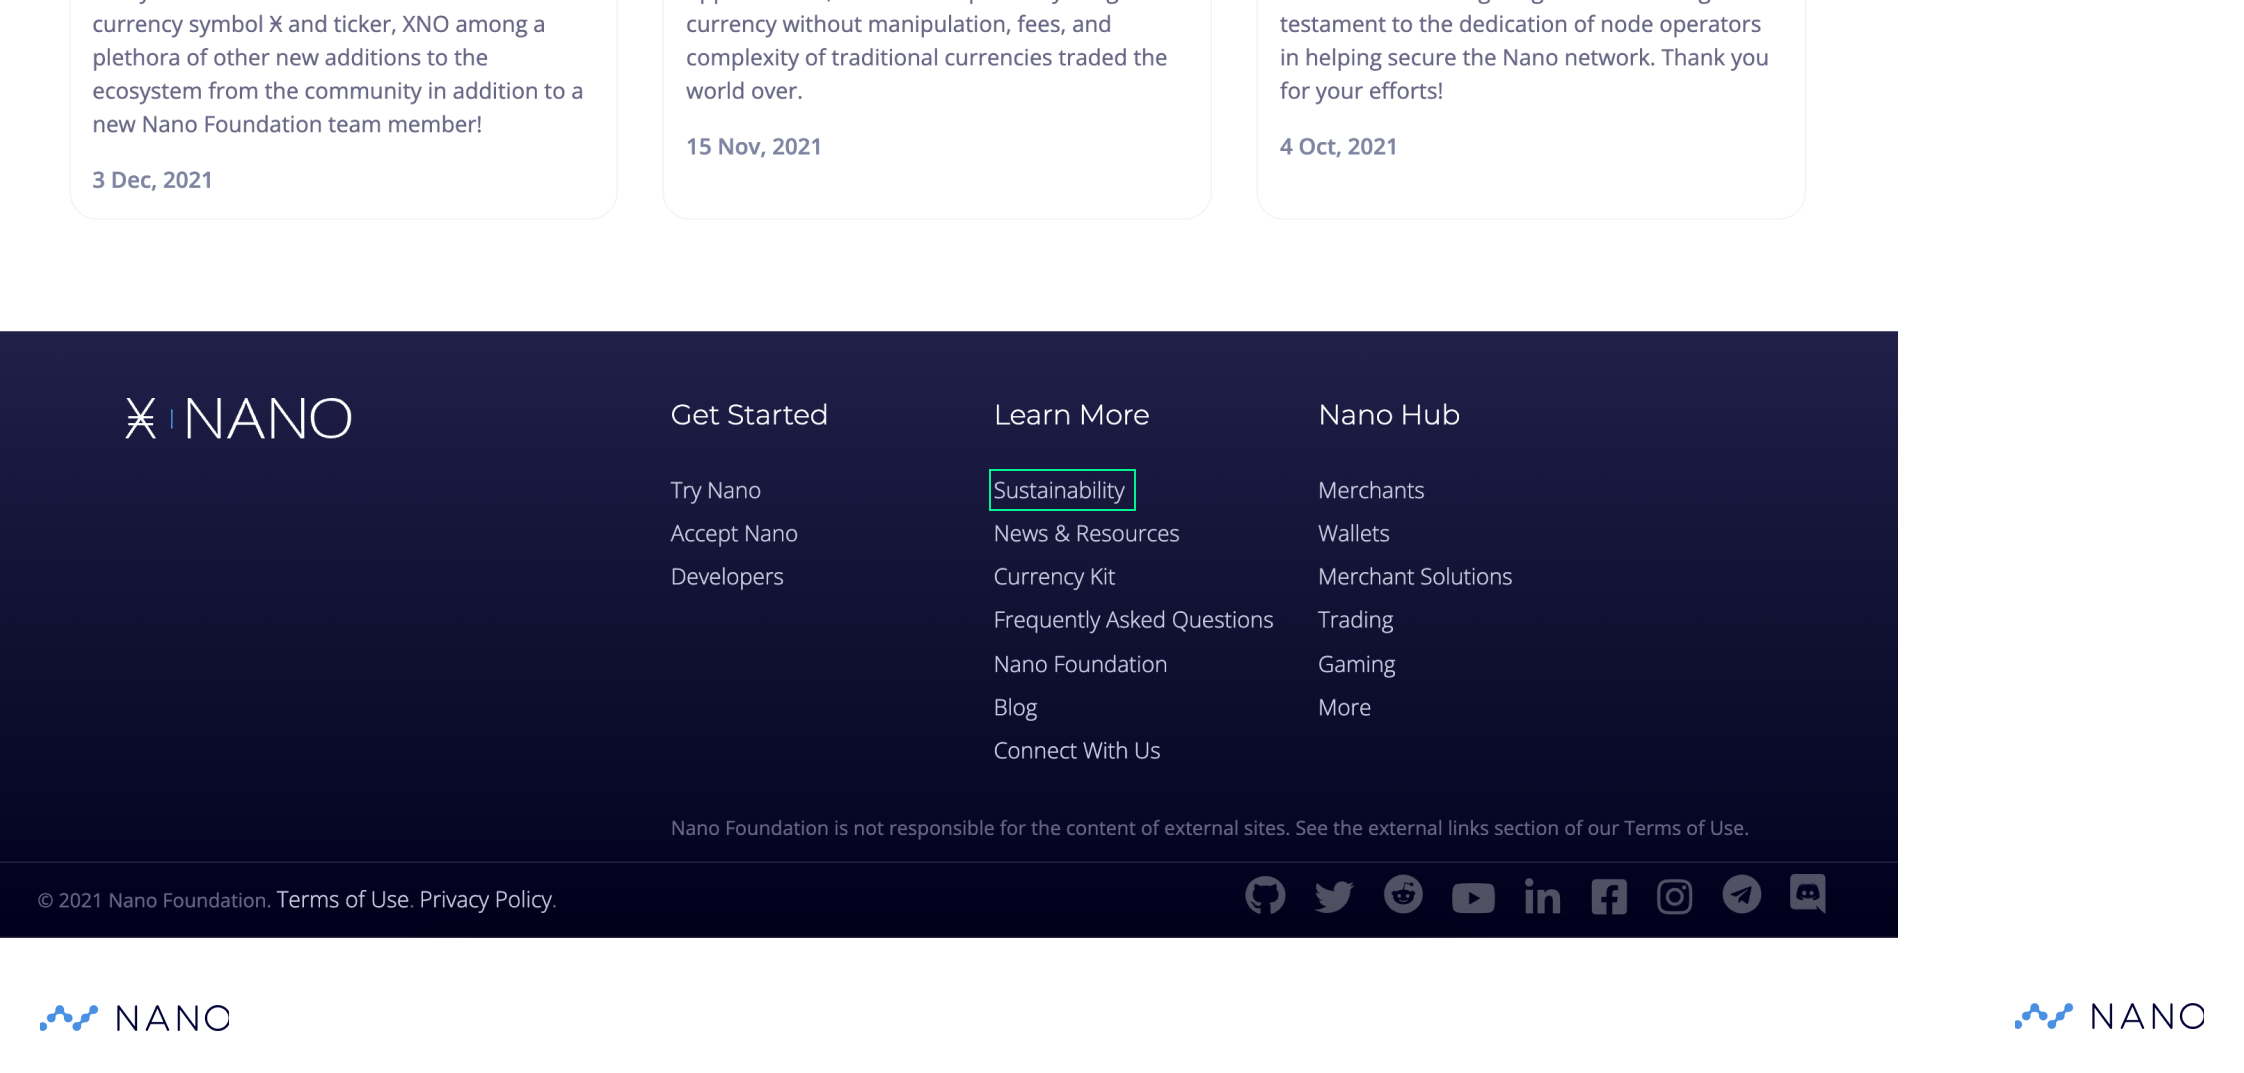 currency symbol Ӿ and ticker, XNO among a
plethora of other new additions to the
ecosystem from the community in addition to a
new Nano Foundation team member!
3 Dec, 2021
currency without manipulation, fees, and
complexity of traditional currencies traded the
world over.
15 Nov, 2021
testament to the dedication of node operators
in helping secure the Nano network. Thank you
for your efforts!
4 Oct, 2021
Ӿ NANO
Get Started
Try Nano
Accept Nano
Developers
Learn More
Sustainability
News & Resources
Currency Kit
Frequently Asked Questions
Nano Foundation
Blog
Connect With Us
Nano Hub
Merchants
Wallets
Merchant Solutions
Trading
Gaming
More
Nano Foundation is not responsible for the content of external sites. See the external links section of our Terms of Use.
© 2021 Nano Foundation. Terms of Use. Privacy Policy.
in
NANO
NANO